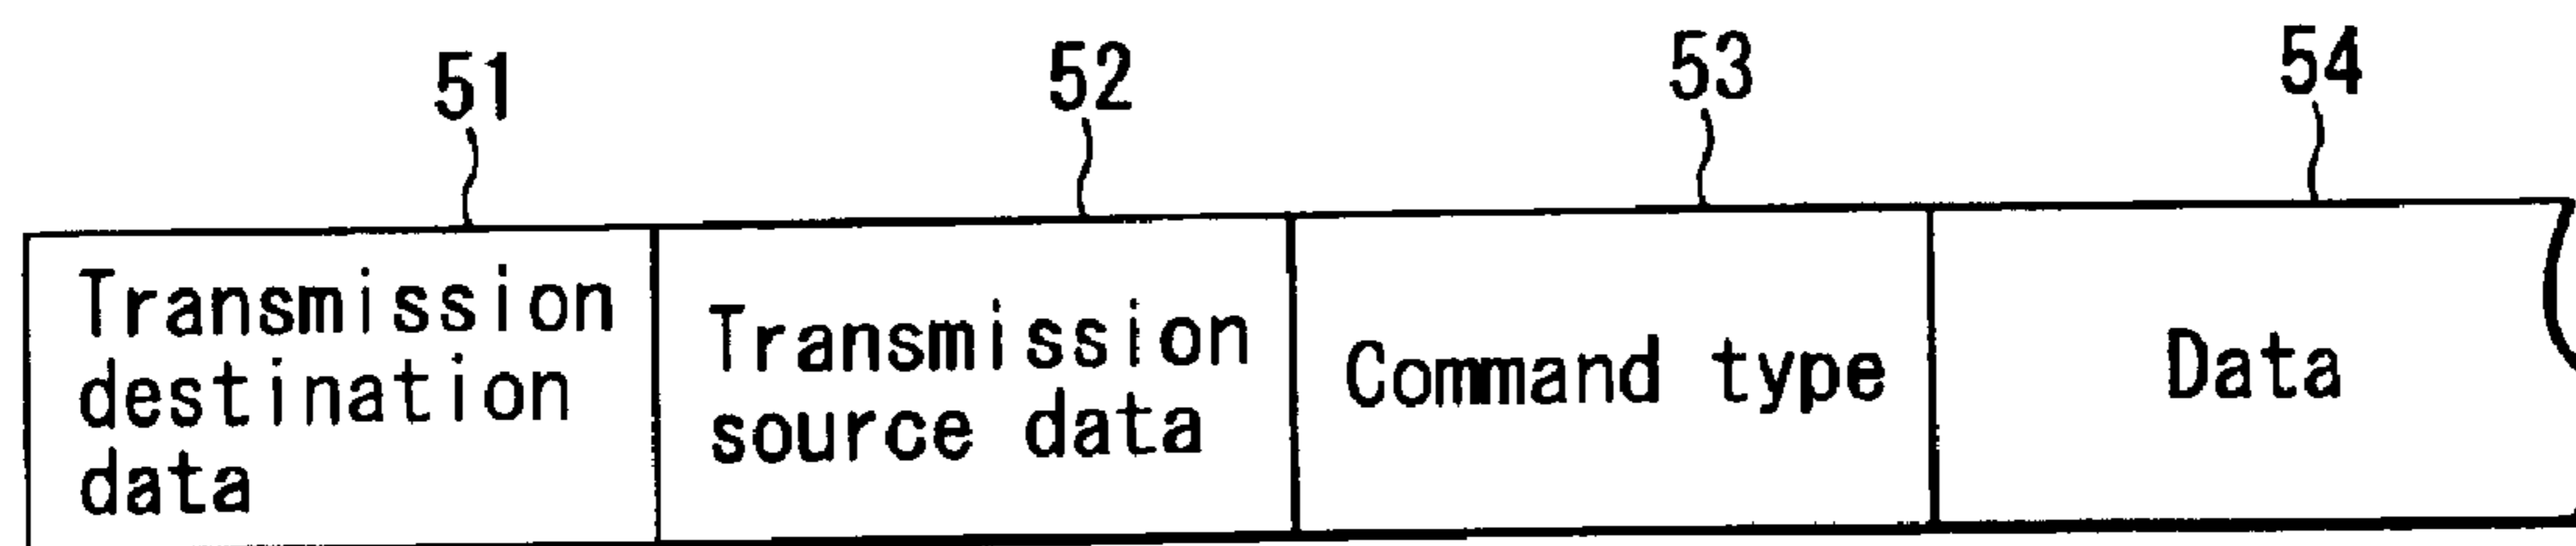 51 52 53 54
Transmission
destination
data
Transmission
source data
Command type
Data